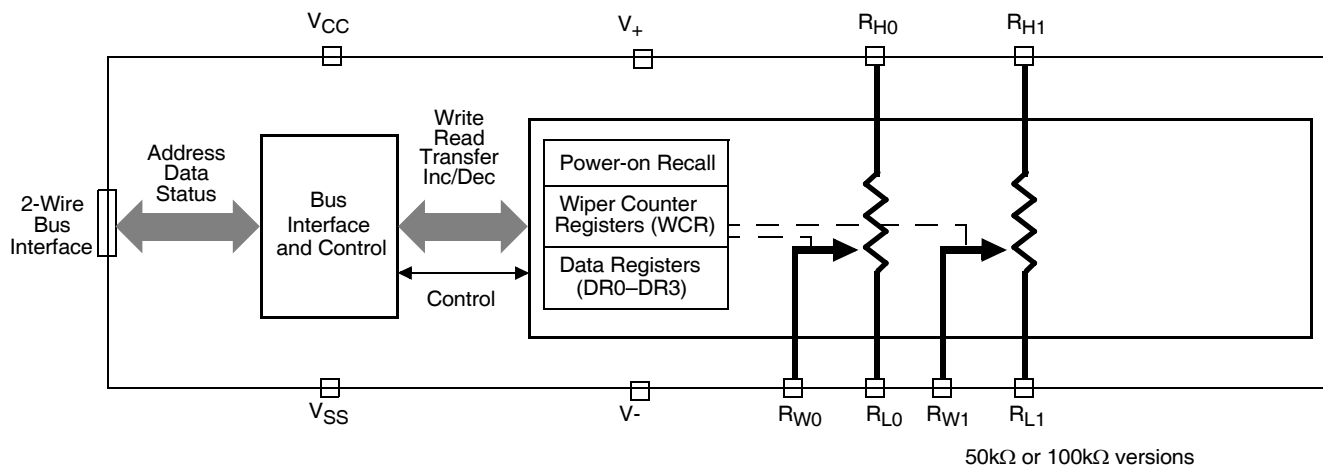 VCC
V+
RH0
RH1
2-Wire
Bus
Interface
Address
Data
Status
Bus
Interface
and Control
Write
Read
Transfer
Inc/Dec
Control
Power-on Recall
Wiper Counter
Registers (WCR)
Data Registers
(DR0–DR3)
VSS
V-
RW0
RL0
RW1
RL1
50kΩ or 100kΩ versions